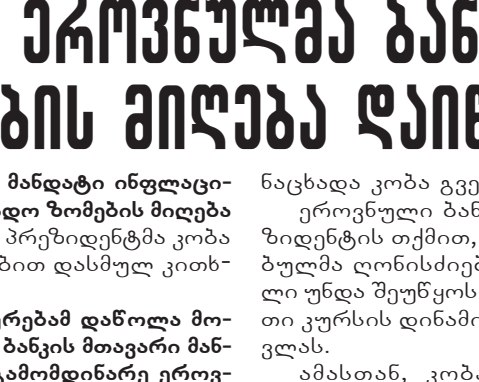 ეროვნულმა ბან
ბის მიღება დაიწ
მანდატი ინფლაცი-
დო ზომების მიღება
პრეზიდენტმა კობა
ბით დასმულ კითხ-
რებამ დაწოლა მო-
ბანკის მთავარი მან-
გამომდინარე ეროვ-
ნაცხადა კობა გვე
ეროვნული ბან
ზიდენტის თქმით,
ბულმა ღონისძიებ
ლი უნდა შეუწყოს
თი კურსის დინამი
ვლას.
ამასთან, კობა